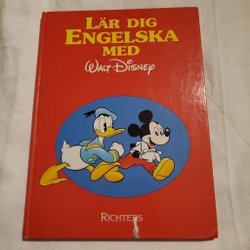 LÄR DIG
ENGELSKA
MED
WALT DISNEY
RICHTERS